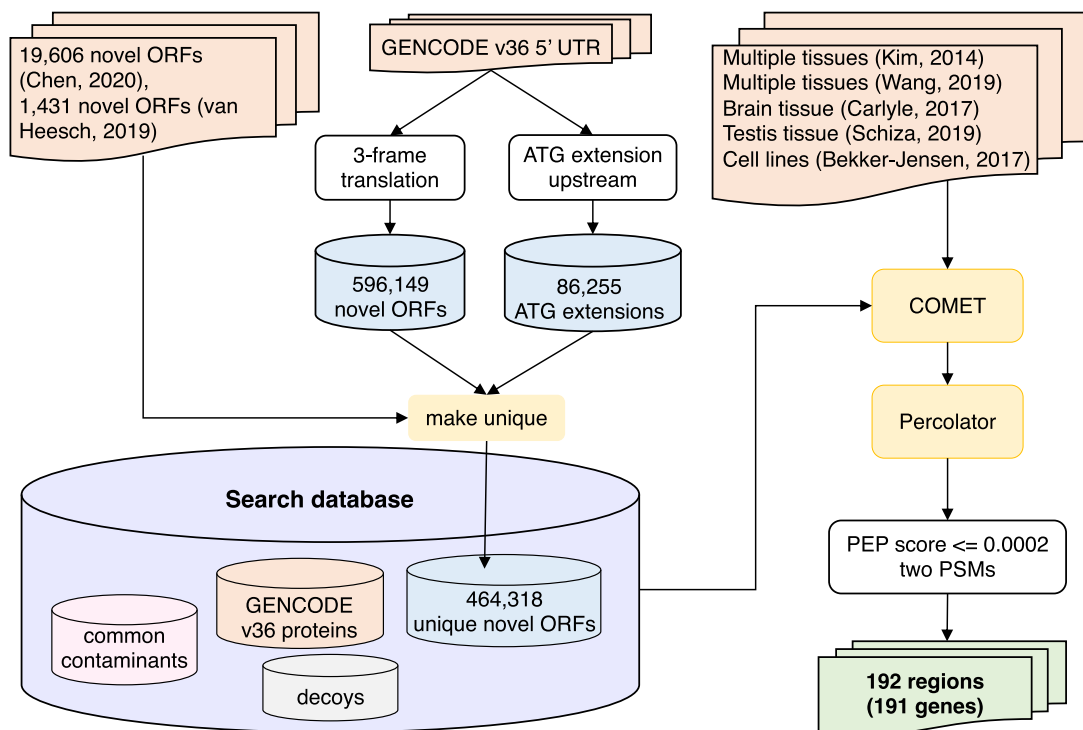 19,606 novel ORFs
(Chen, 2020),
1,431 novel ORFs (van
Heesch, 2019)
GENCODE v36 5’ UTR
Multiple tissues (Kim, 2014)
Multiple tissues (Wang, 2019)
Brain tissue (Carlyle, 2017)
Testis tissue (Schiza, 2019)
Cell lines (Bekker-Jensen, 2017)
3-frame
translation
ATG extension
upstream
596,149
novel ORFs
86,255
ATG extensions
make unique
COMET
Percolator
PEP score <= 0.0002
two PSMs
192 regions
(191 genes)
Search database
common
contaminants
GENCODE
v36 proteins
464,318
unique novel ORFs
decoys